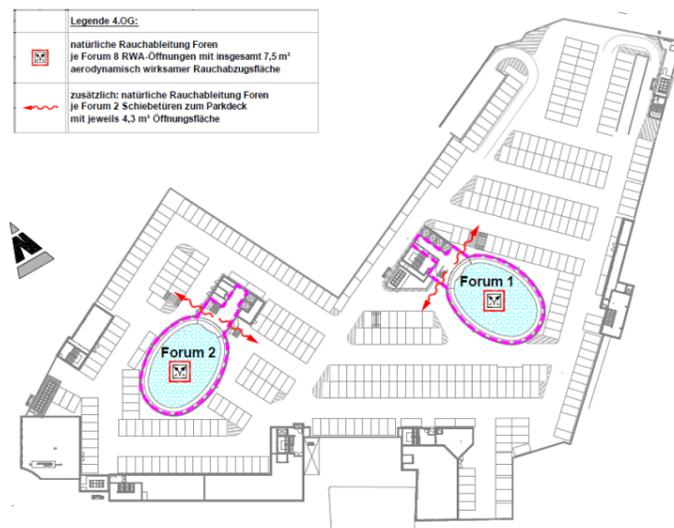 Legende 4.OG:
natürliche Rauchableitung Foren
je Forum 8 RWA-Öffnungen mit insgesamt 7,5 m²
aerodynamisch wirksamer Rauchabzugsfläche
zusätzlich: natürliche Rauchableitung Foren
je Forum 2 Schiebetüren zum Parkdeck
mit jeweils 4,3 m² Öffnungsfläche
N
Forum 1
Forum 2